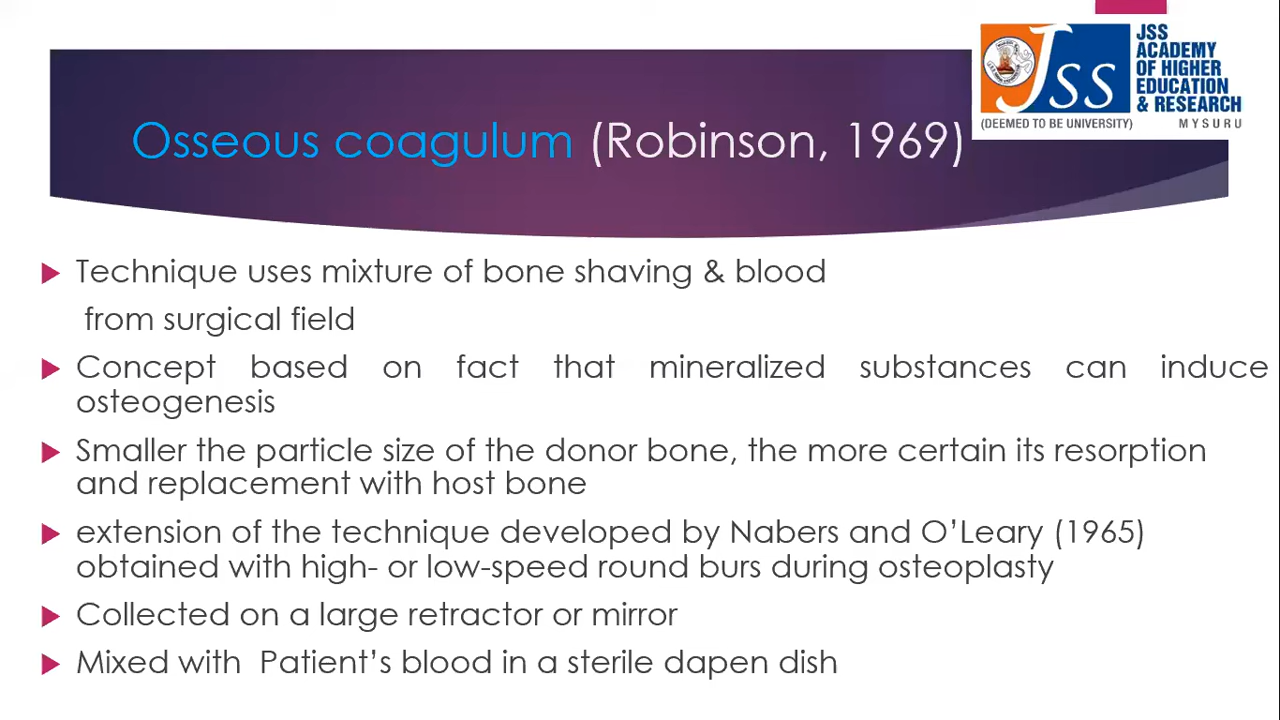 JSS
ACADEMY
OF HIGHER
EDUCATION
& RESEARCH
JSS
(DEEMED TO BE UNIVERSITY) MYSURU
Osseous coagulum (Robinson, 1969)
Technique uses mixture of bone shaving & blood
from surgical field
Concept based on fact that mineralized substances can induce
osteogenesis
Smaller the particle size of the donor bone, the more certain its resorption
and replacement with host bone
extension of the technique developed by Nabers and O’Leary (1965)
obtained with high- or low-speed round burs during osteoplasty
Collected on a large retractor or mirror
Mixed with Patient’s blood in a sterile dapen dish